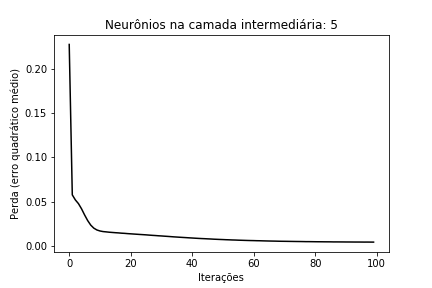 Neurônios na camada intermediária: 5
Perda (erro quadrático médio)
0.20
0.15
0.10
0.05
0.00
0 20 40 60 80 100
Iterações